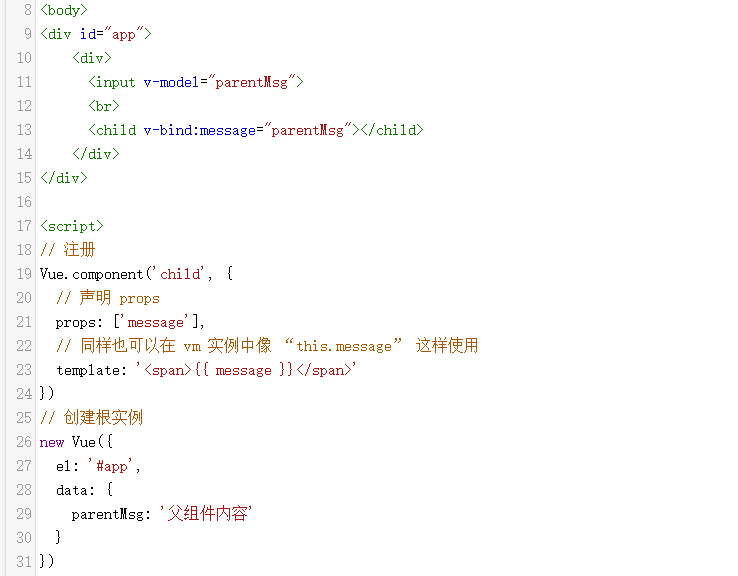 8 <body>
9 <div id="app">
10 <div>
11 <input v-model="parentMsg">
12 <br>
13 <child v-bind:message="parentMsg"></child>
14 </div>
15 </div>
16
17 <script>
18 // 注册
19 Vue.component('child', {
20 // 声明 props
21 props: ['message'],
22 // 同样也可以在 vm 实例中像 “this.message” 这样使用
23 template: '<span>{{ message }}</span>'
24 })
25 // 创建根实例
26 new Vue({
27 el: '#app',
28 data: {
29 parentMsg: '父组件内容'
30 }
31 })